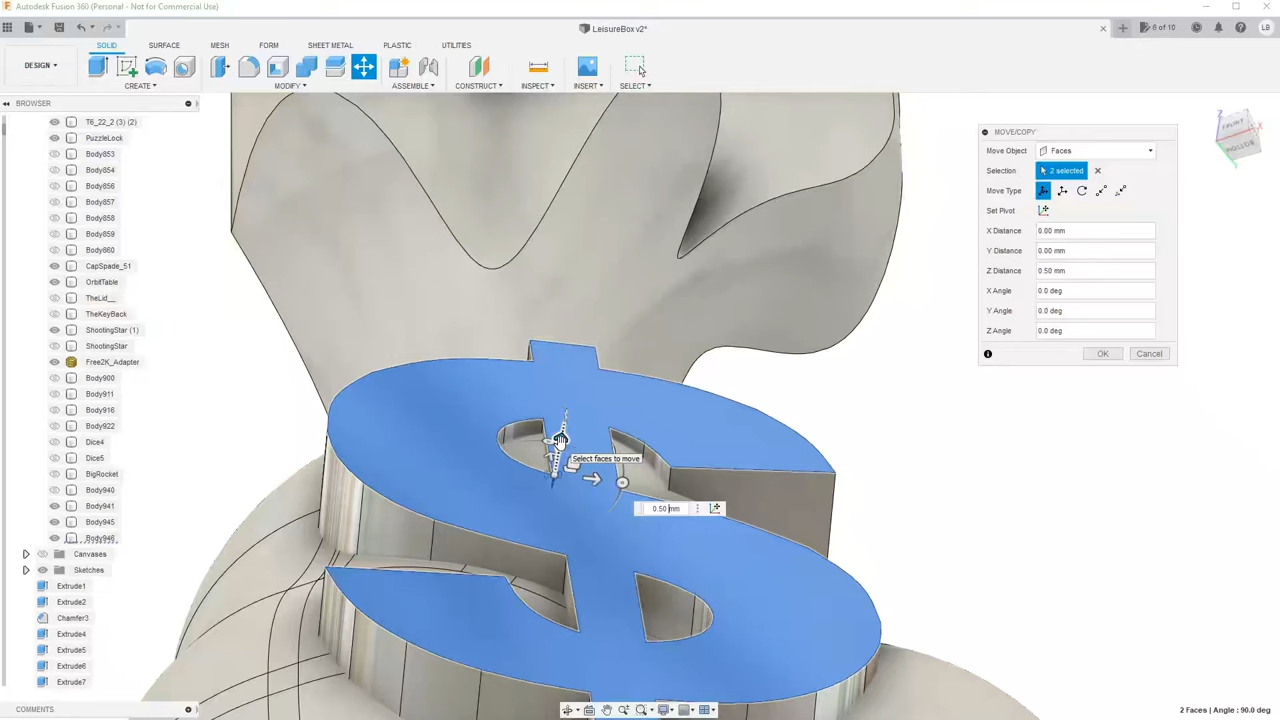 Autodesk Fusion 360 (Personal - Not for Commercial Use)
LeisureBox v2*
6 of 10
LB
SOLID SURFACE MESH FORM SHEET METAL PLASTIC UTILITIES
DESIGN
CREATE MODIFY ASSEMBLE CONSTRUCT INSPECT INSERT SELECT
BROWSER
T6_22_2 (3) (2)
PuzzleLock
Body853
Body854
Body856
Body857
Body858
Body859
Body860
CapSpade_51
OrbitTable
TheLid__
TheKeyBack
ShootingStar (1)
ShootingStar
Free2K_Adapter
Body900
Body911
Body916
Body922
Dice4
Dice5
BigRocket
Body940
Body941
Body945
Body946
Canvases
Sketches
Extrude1
Extrude2
Chamfer3
Extrude4
Extrude5
Extrude6
Extrude7
COMMENTS
FRONT
BOTTOM
Z
X
MOVE/COPY
Move Object Faces
Selection 2 selected
Move Type
Set Pivot
X Distance 0.00 mm
Y Distance 0.00 mm
Z Distance 0.50 mm
X Angle 0.0 deg
Y Angle 0.0 deg
Z Angle 0.0 deg
OK Cancel
Select faces to move
0.50 mm
2 Faces | Angle : 90.0 deg